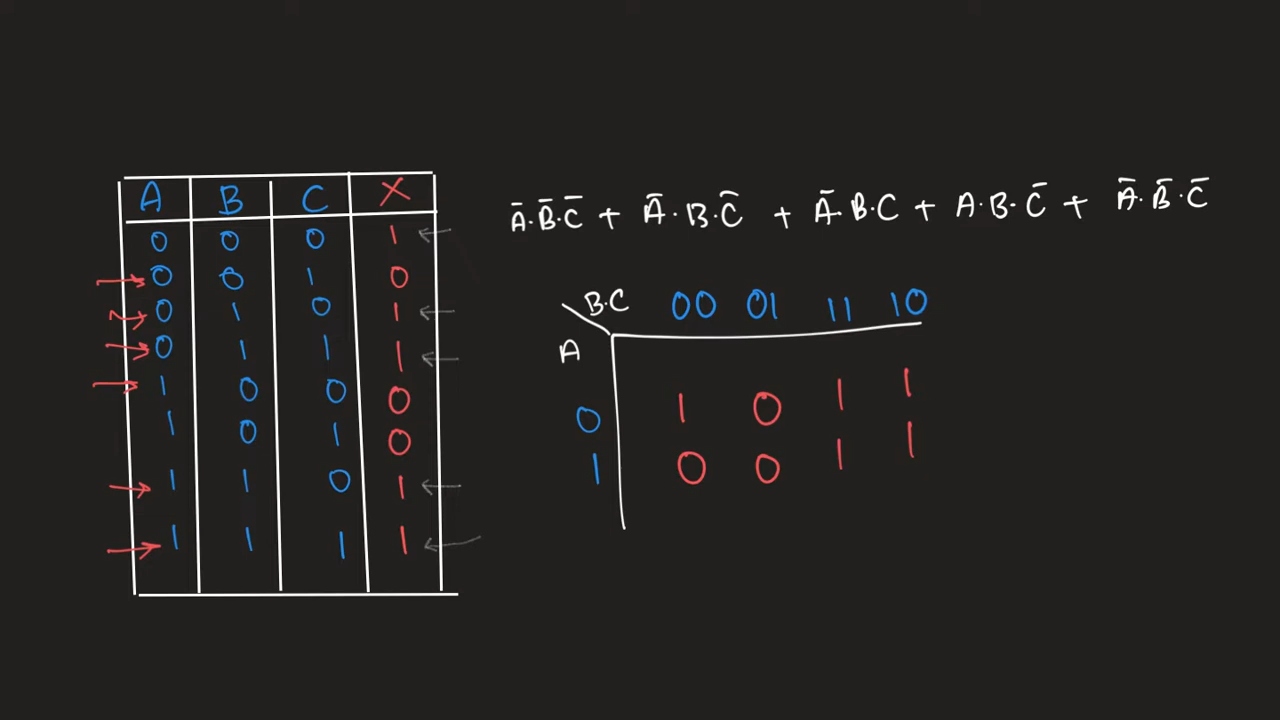 A B C X
0 0 0 1
0 0 1 0
0 1 0 1
0 1 1 1
1 0 0 0
1 0 1 0
1 1 0 1
1 1 1 1
A̅·B̅·C̅ + A̅·B·C̅ + A̅·B·C + A·B·C̅ + A̅·B̅·C̅
B·C 00 01 11 10
A
0 1 0 1 1
1 0 0 1 1